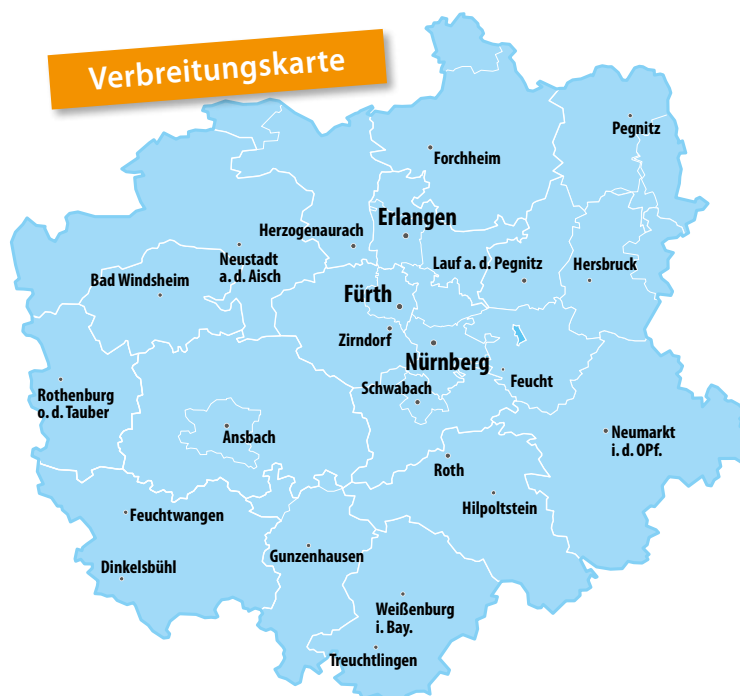 Verbreitungskarte
Pegnitz
Forchheim
Erlangen
Herzogenaurach
Neustadt
a. d. Aisch
Lauf a. d. Pegnitz
Hersbruck
Bad Windsheim
Fürth
Zirndorf
Nürnberg
Feucht
Schwabach
Rothenburg
o. d. Tauber
Ansbach
Neumarkt
i. d. OPf.
Roth
Hilpoltstein
Feuchtwangen
Gunzenhausen
Dinkelsbühl
Weißenburg
i. Bay.
Treuchtlingen